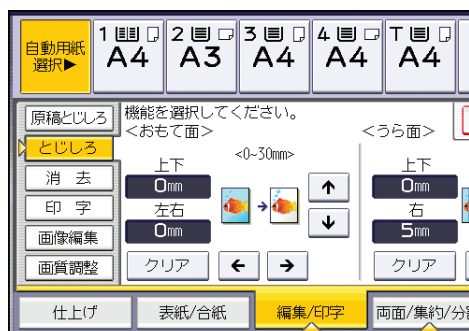 自動用紙
選択▶
1
A4
2
A3
3
A4
4
A4
T
A4
機能を選択してください。
原稿とじしろ
とじしろ
消 去
印 字
画像編集
画質調整
<おもて面>
<0~30mm>
上下
0mm
左右
0mm
クリア
<うら面>
上下
0mm
右
5mm
クリア
仕上げ
表紙/合紙
編集/印字
両面/集約/分割